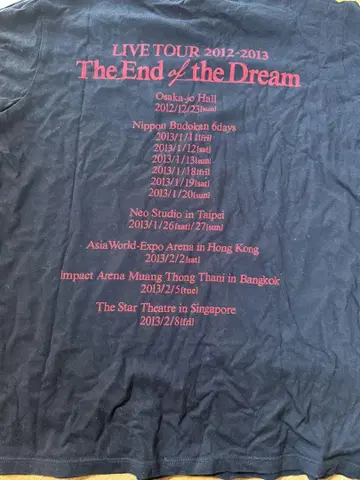 LIVE TOUR 2012-2013
The End of the Dream
Osaka-jo Hall
2012/12/23[sun]
Nippon Budokan 6days
2013/1/11[fri]
2013/1/12[sat]
2013/1/13[sun]
2013/1/18[fri]
2013/1/19[sat]
2013/1/20[sun]
Neo Studio in Taipei
2013/1/26[sat]/27[sun]
AsiaWorld-Expo Arena in Hong Kong
2013/2/2[sat]
Impact Arena Muang Thong Thani in Bangkok
2013/2/5[tue]
The Star Theatre in Singapore
2013/2/8[fri]